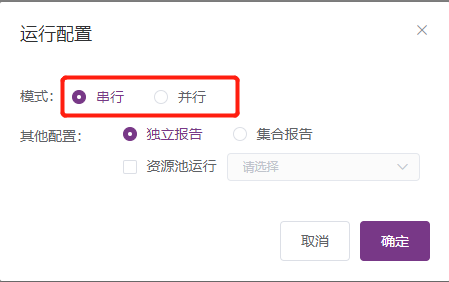 运行配置
模式： 串行 并行
其他配置： 独立报告 集合报告
资源池运行 请选择
取消 确定